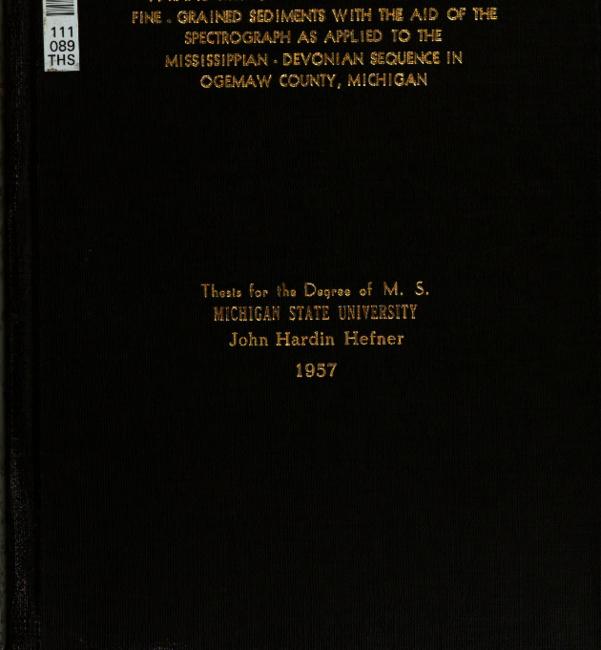 FINE - GRAINED SEDIMENTS WITH THE AID OF THE
SPECTROGRAPH AS APPLIED TO THE
MISSISSIPPIAN - DEVONIAN SEQUENCE IN
OGEMAW COUNTY, MICHIGAN
111
089
THS
Thesis for the Degree of M. S.
MICHIGAN STATE UNIVERSITY
John Hardin Hefner
1957